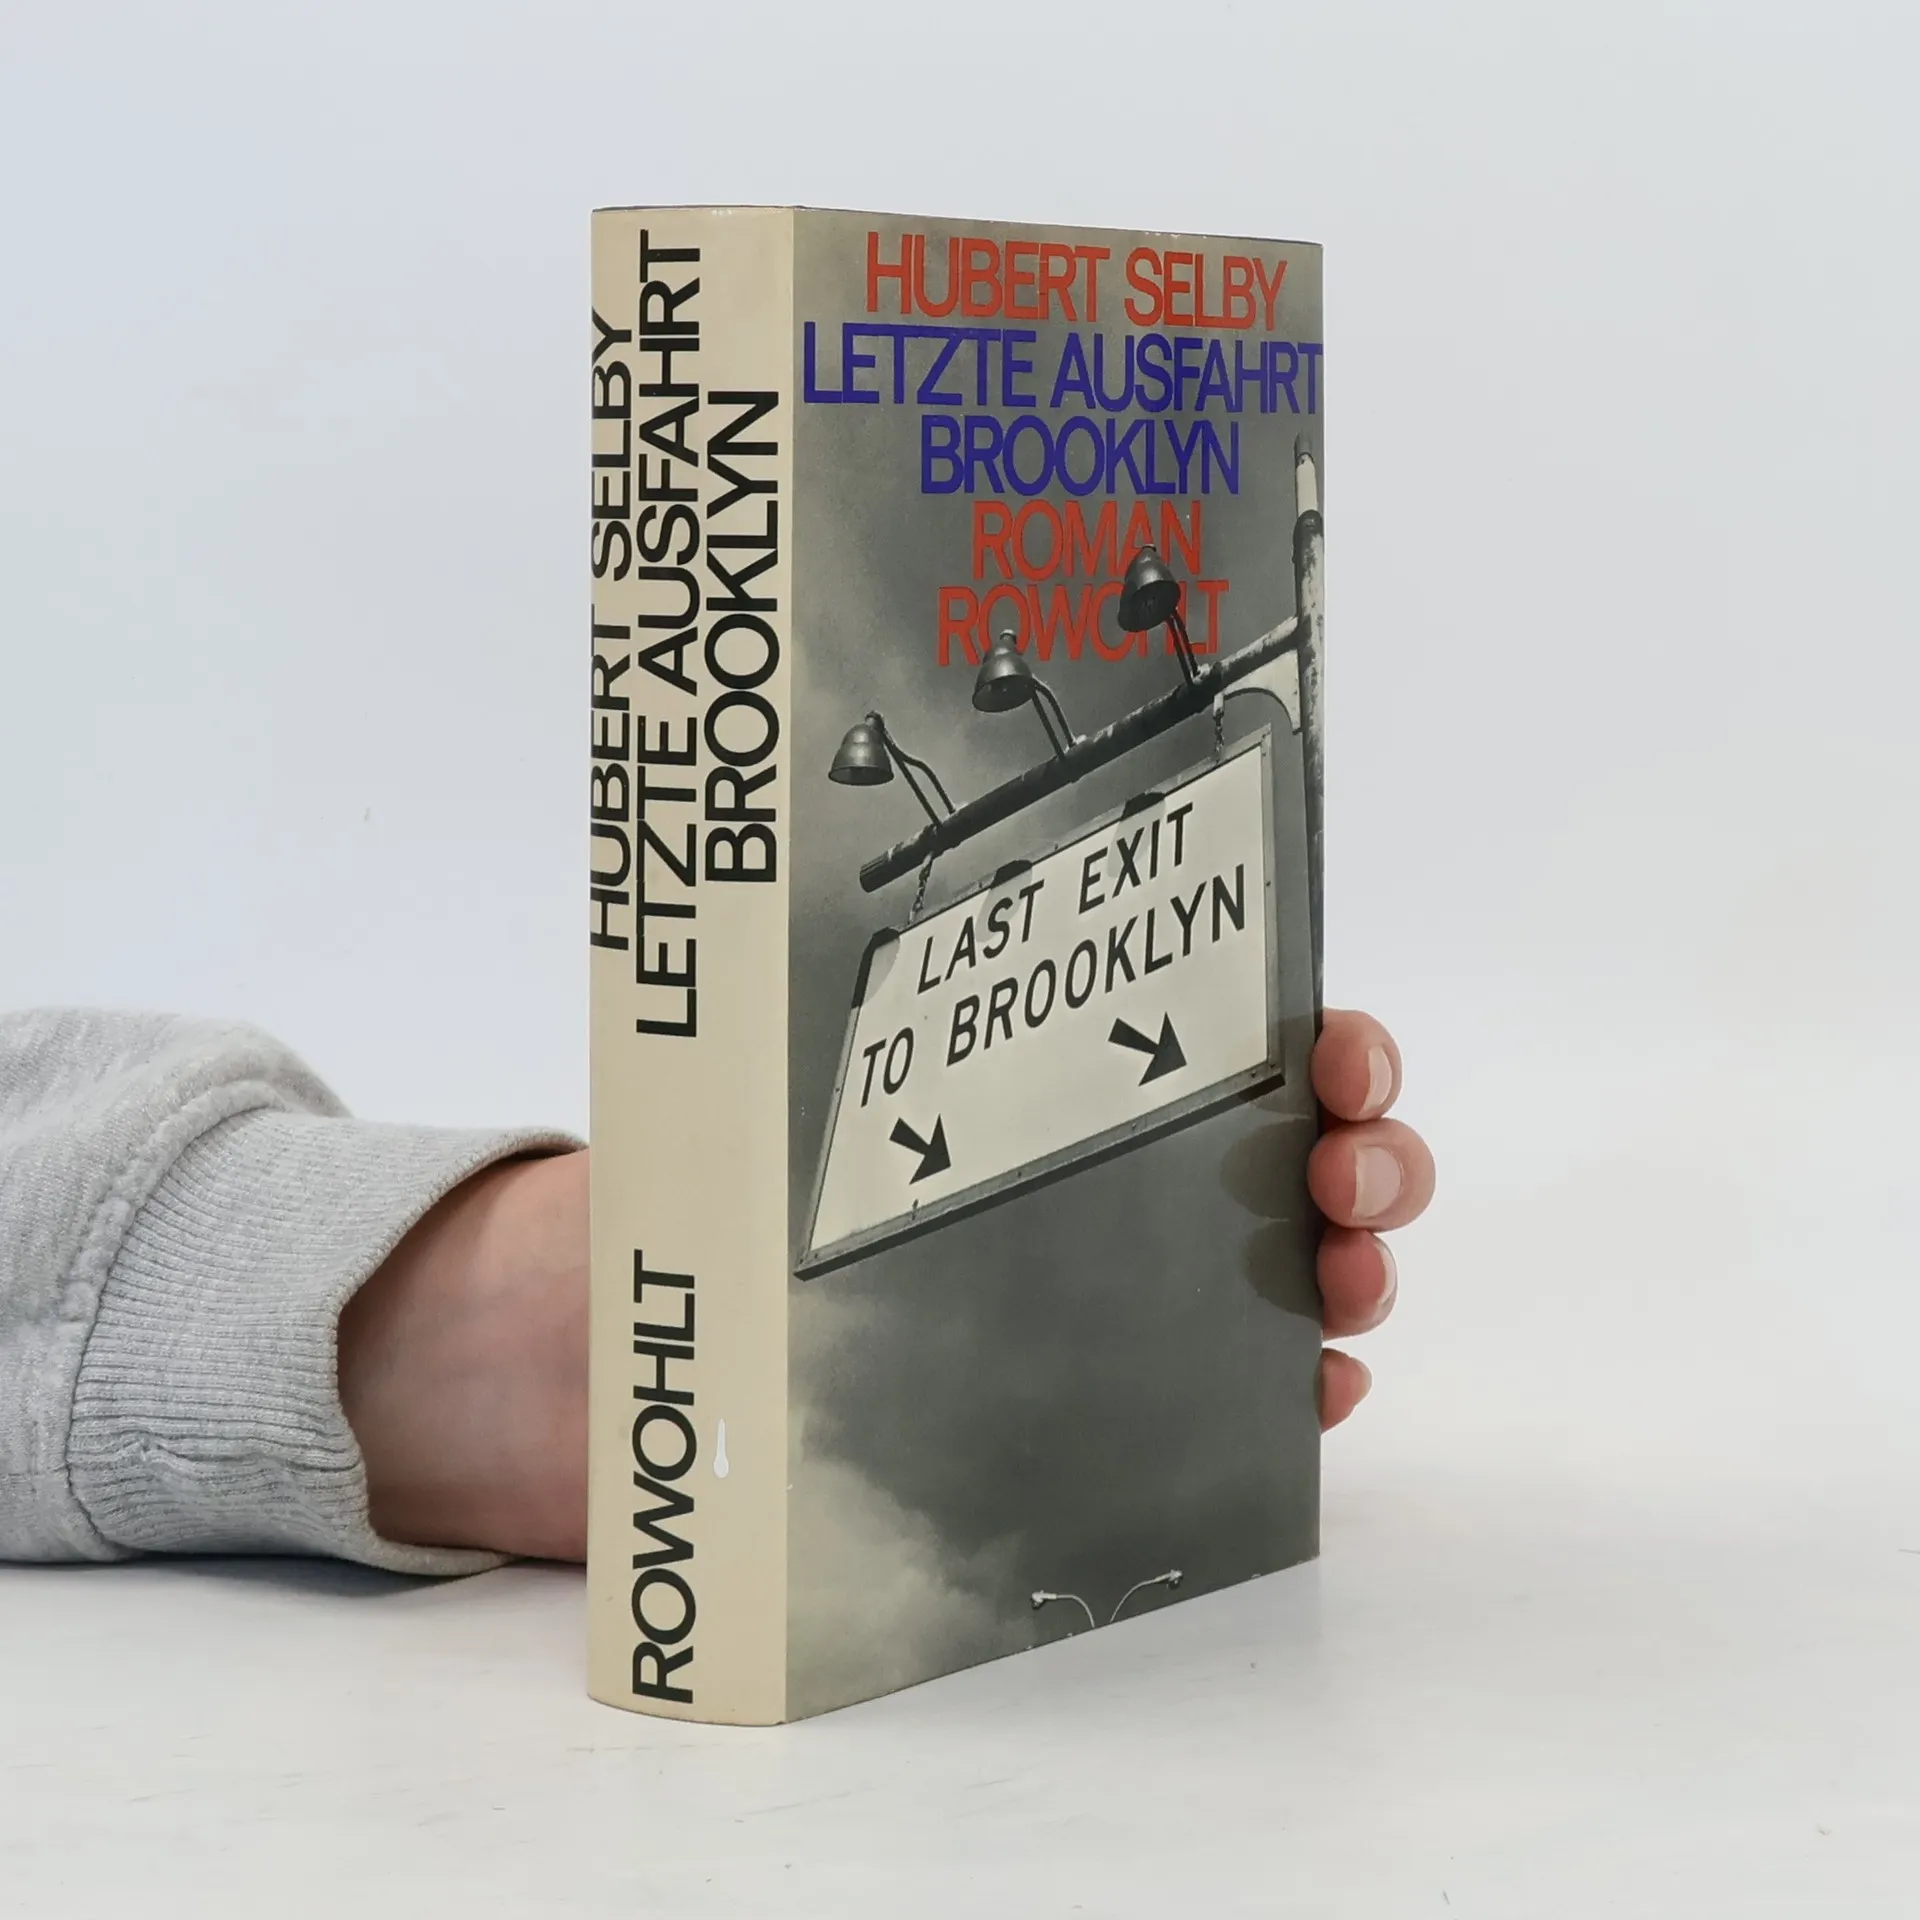 HUBERT SELBY
LETZTE AUSFAHRT
BROOKLYN
ROWOHLT
HUBERT SELBY
LETZTE AUSFAHRT
BROOKLYN
ROMAN
ROWOHLT
LAST EXIT
TO BROOKLYN